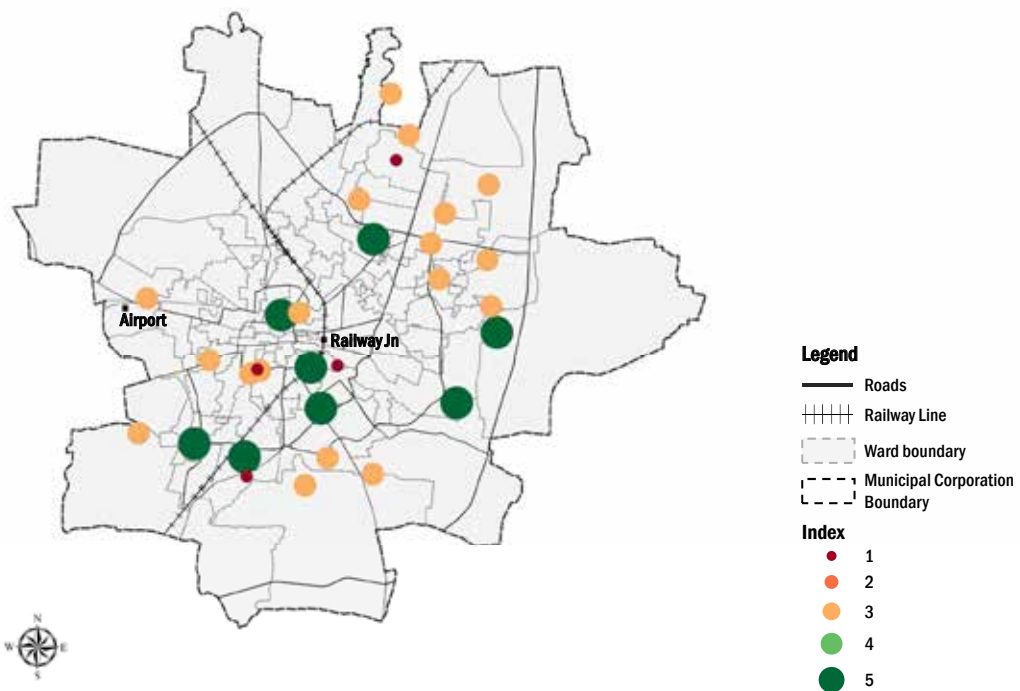 Airport
Railway Jn
Legend
Roads
Railway Line
Ward boundary
Municipal Corporation
Boundary
Index
1
2
3
4
5
N
W E
S